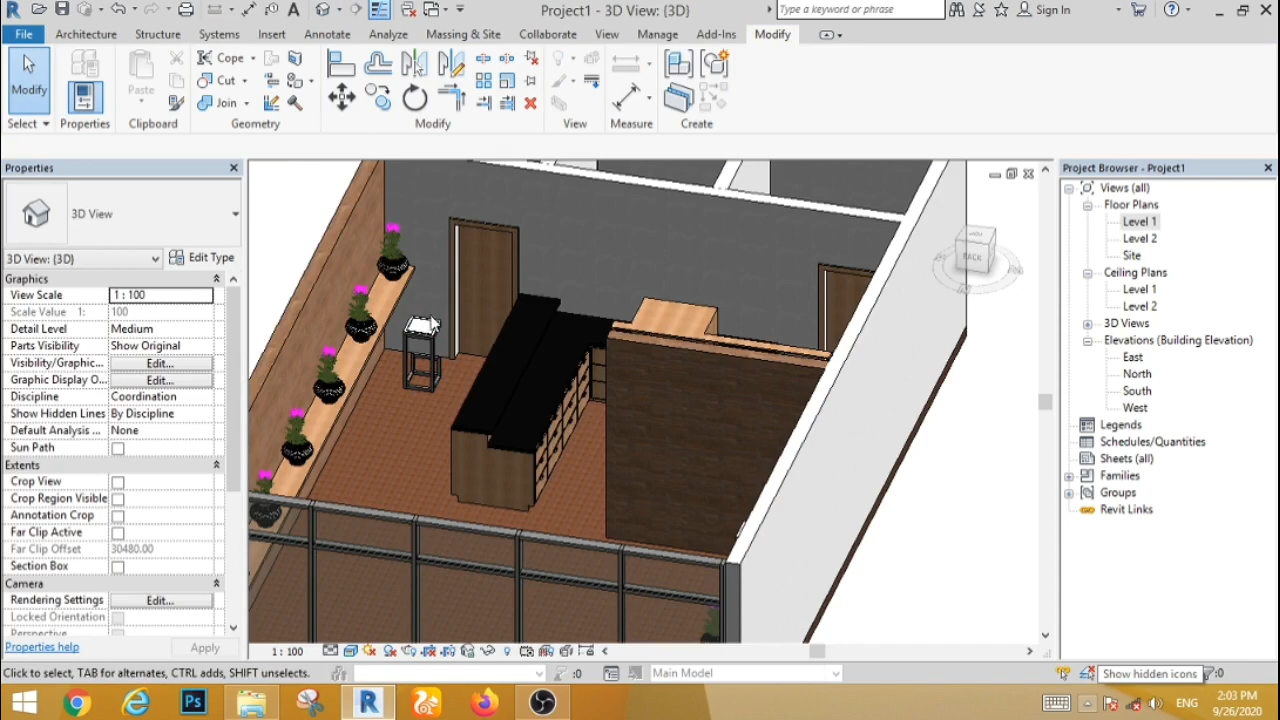 Project1 - 3D View: {3D}
Type a keyword or phrase
Sign In
File
Architecture
Structure
Systems
Insert
Annotate
Analyze
Massing & Site
Collaborate
View
Manage
Add-Ins
Modify
Modify
Properties
Paste
Cope
Cut
Join
Select
Properties
Clipboard
Geometry
Modify
View
Measure
Create
Properties
3D View
3D View: {3D}
Edit Type
Graphics
View Scale
1 : 100
Scale Value 1:
100
Detail Level
Medium
Parts Visibility
Show Original
Visibility/Graphic...
Edit...
Graphic Display O...
Edit...
Discipline
Coordination
Show Hidden Lines
By Discipline
Default Analysis ...
None
Sun Path
Extents
Crop View
Crop Region Visible
Annotation Crop
Far Clip Active
Far Clip Offset
30480.00
Section Box
Camera
Rendering Settings
Edit...
Locked Orientation
Perspective
Properties help
Apply
BACK
1 : 100
Project Browser - Project1
Views (all)
Floor Plans
Level 1
Level 2
Site
Ceiling Plans
Level 1
Level 2
3D Views
Elevations (Building Elevation)
East
North
South
West
Legends
Schedules/Quantities
Sheets (all)
Families
Groups
Revit Links
Click to select, TAB for alternates, CTRL adds, SHIFT unselects.
:0
Main Model
Show hidden icons
:0
Ps
R
ENG
2:03 PM
9/26/2020